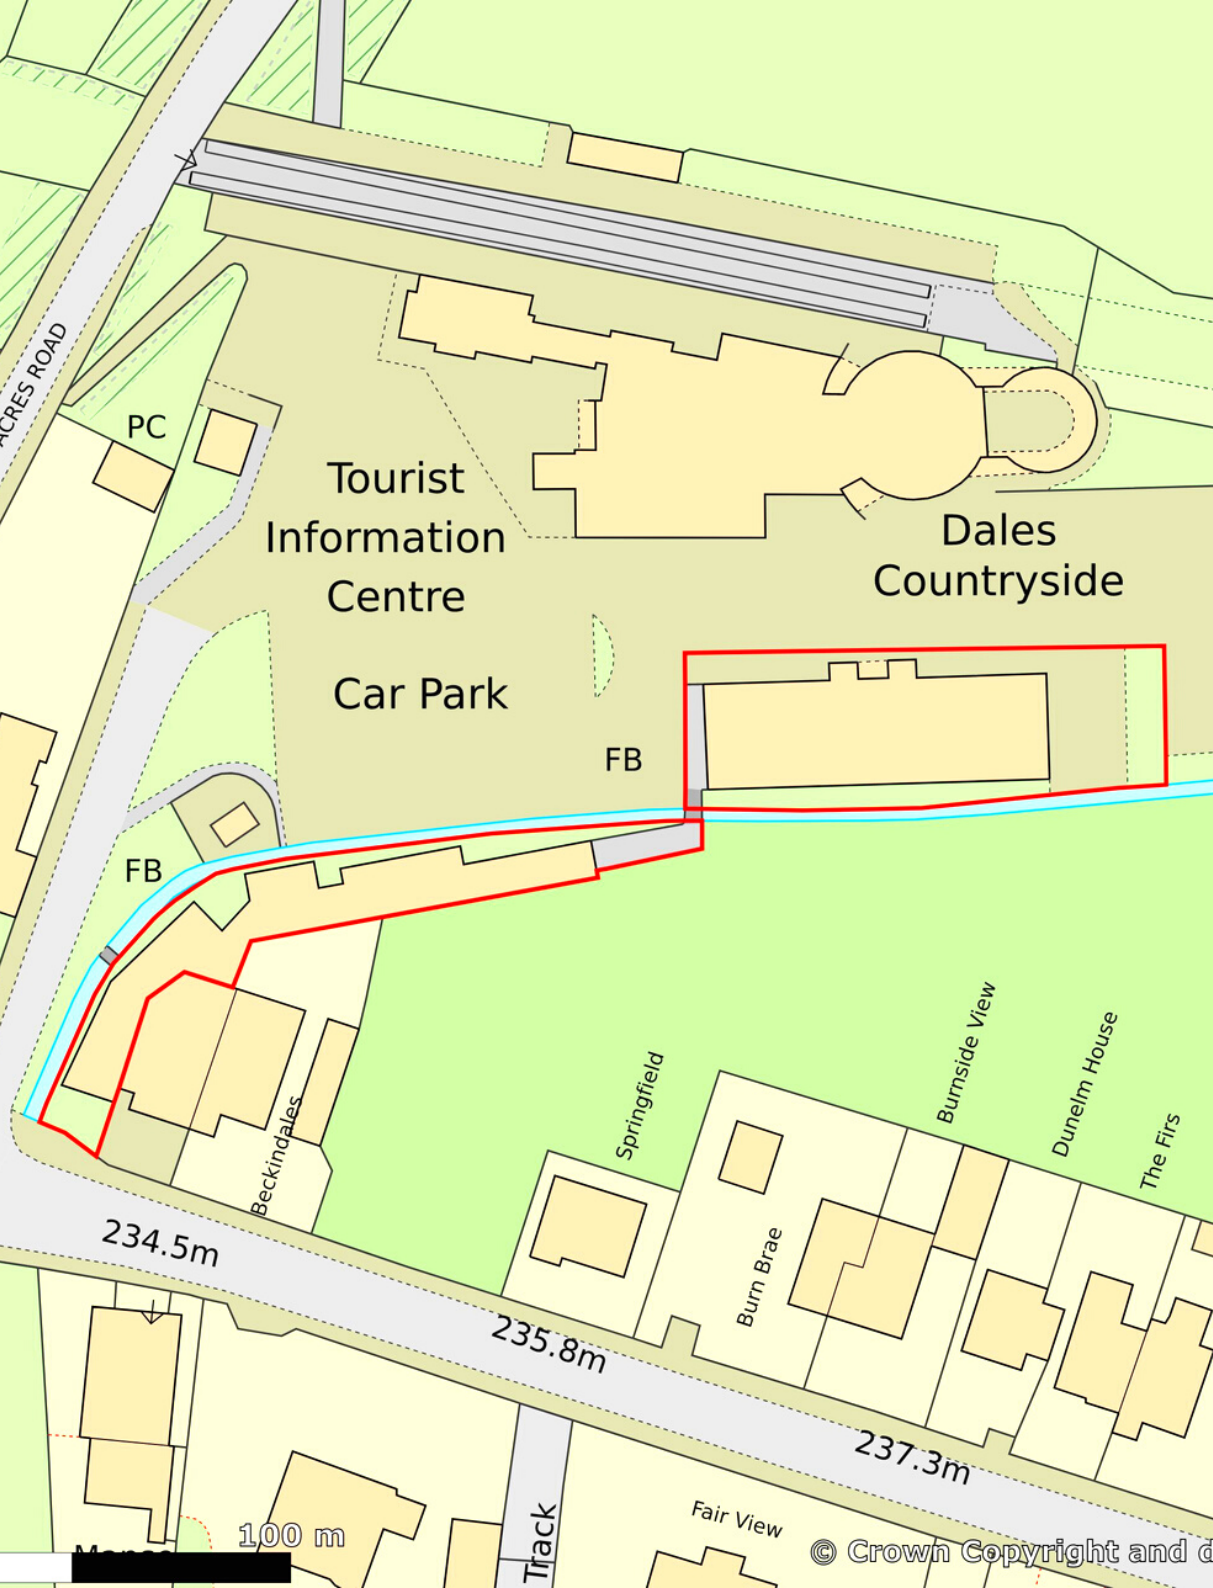 ACRES ROAD
PC
Tourist
Information
Centre
Dales
Countryside
Car Park
FB
FB
Burnside View
Dunelm House
Springfield
The Firs
Beckindales
Burn Brae
234.5m
235.8m
237.3m
Fair View
Track
100 m
© Crown Copyright and d